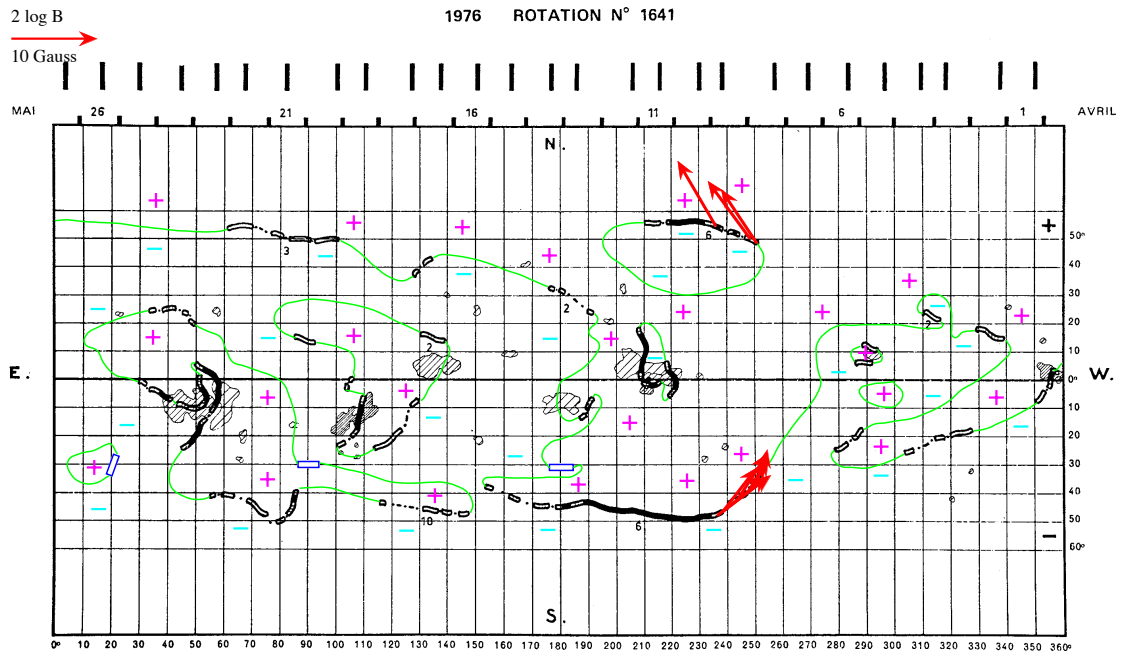 1976 ROTATION N° 1641
2 log B
10 Gauss
MAI 26 21 16 11 6 1 AVRIL
N.
+ + + + + +
+ 50°
6
3
40
30
2
2
20
2
10
E. 0° W.
10
20
30
40
10
6
50
−
60°
S.
0° 10 20 30 40 50 60 70 80 90 100 110 120 130 140 150 160 170 180 190 200 210 220 230 240 250 260 270 280 290 300 310 320 330 340 350 360°